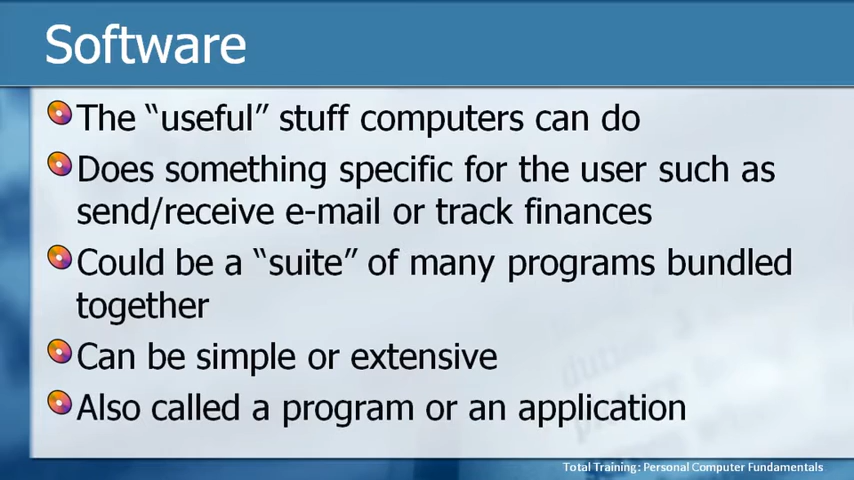 Software
The “useful” stuff computers can do
Does something specific for the user such as
send/receive e-mail or track finances
Could be a “suite” of many programs bundled
together
Can be simple or extensive
Also called a program or an application
Total Training: Personal Computer Fundamentals